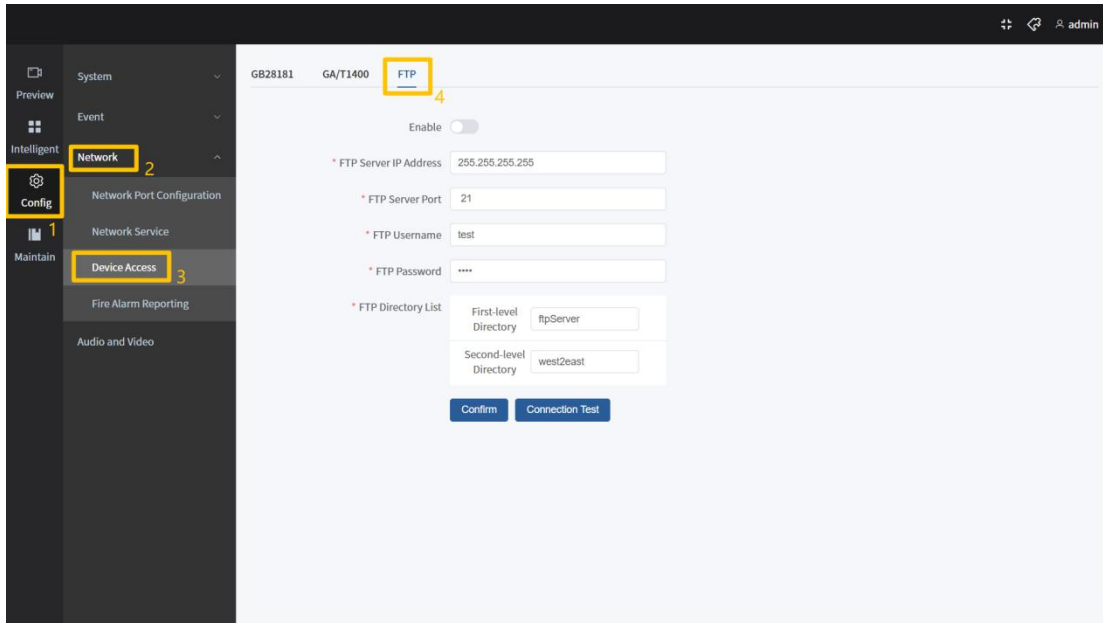 admin
Preview
Intelligent
Config
1
Maintain
System
Event
Network
2
Network Port Configuration
Network Service
Device Access
3
Fire Alarm Reporting
Audio and Video
GB28181 GA/T1400 FTP
4
Enable
* FTP Server IP Address 255.255.255.255
* FTP Server Port 21
* FTP Username test
* FTP Password ••••
* FTP Directory List
First-level
Directory
ftpServer
Second-level
Directory
west2east
Confirm Connection Test